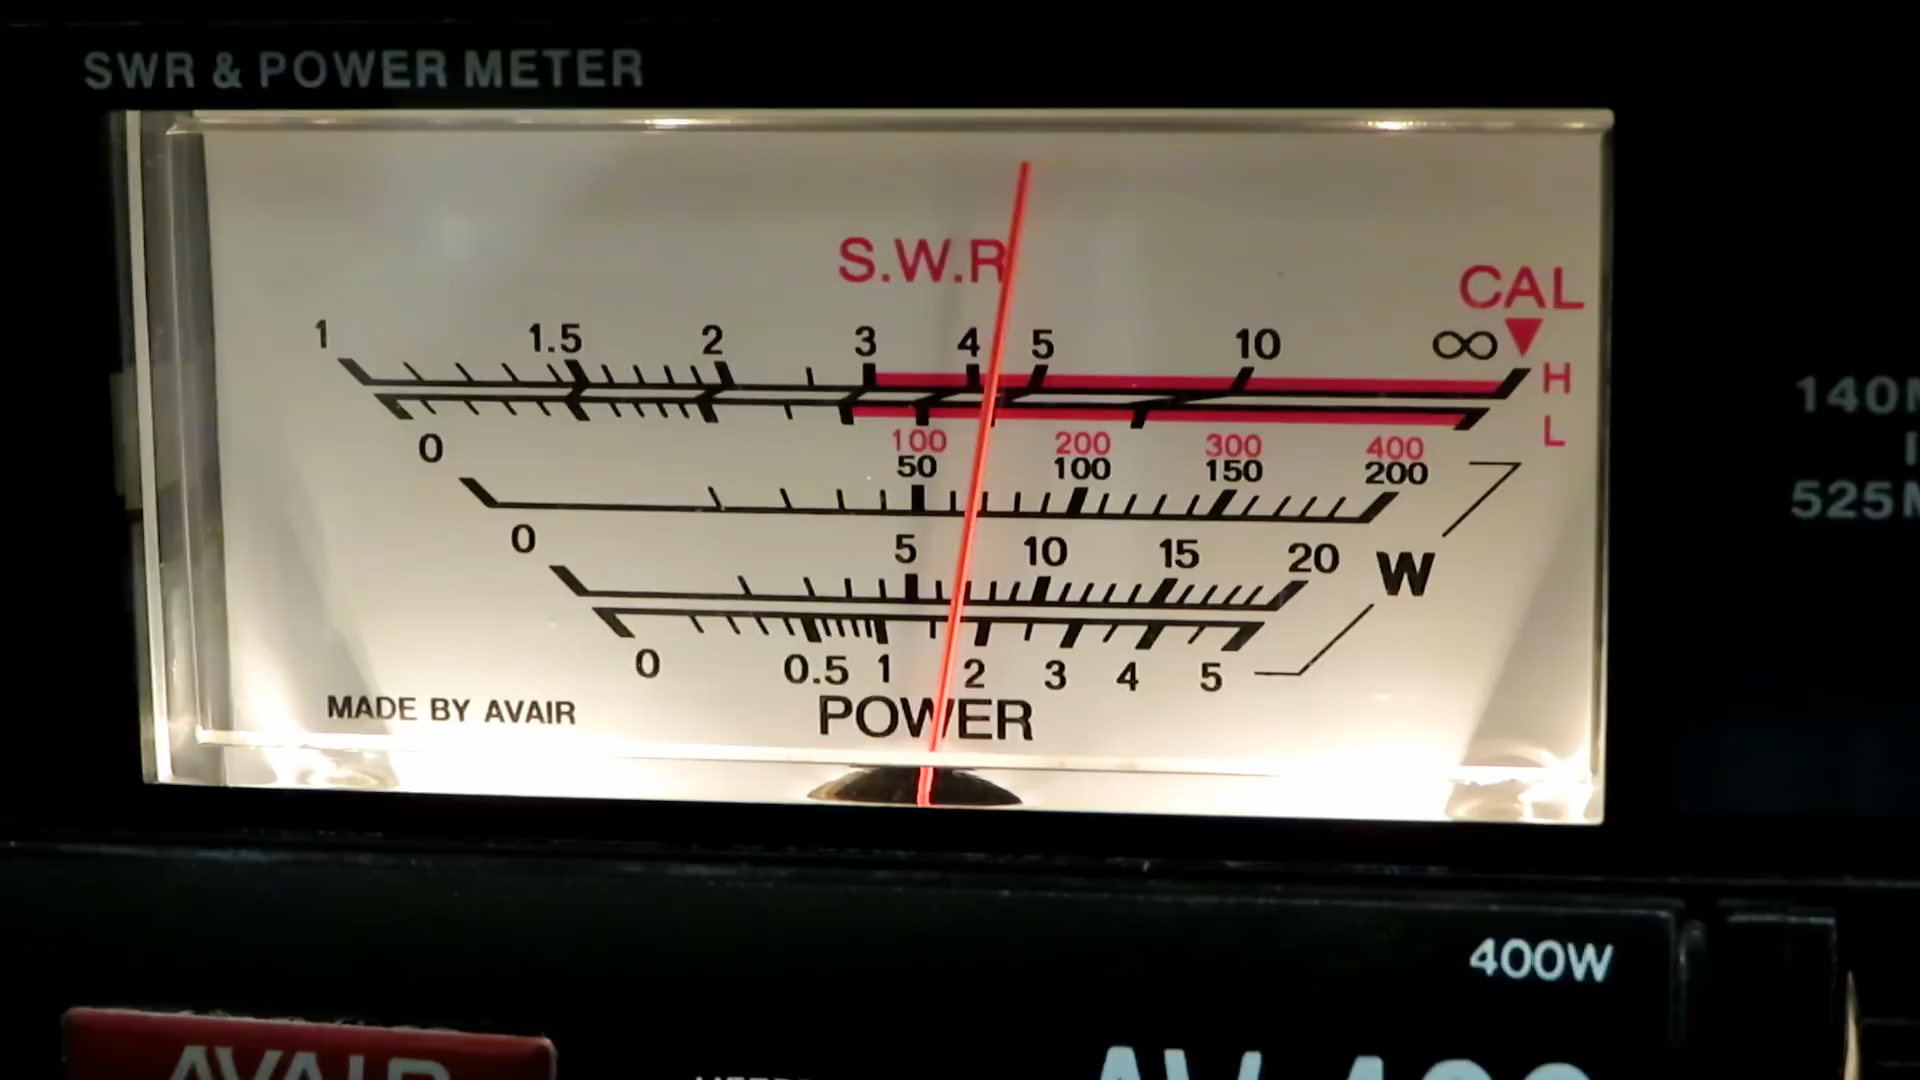 SWR & POWER METER
S.W.R
CAL
1 1.5 2 3 4 5 10 ∞
H
L
0 100 200 300 400
50 100 150 200
0 5 10 15 20
W
0 0.5 1 2 3 4 5
MADE BY AVAIR
POWER
400W
AVAIR